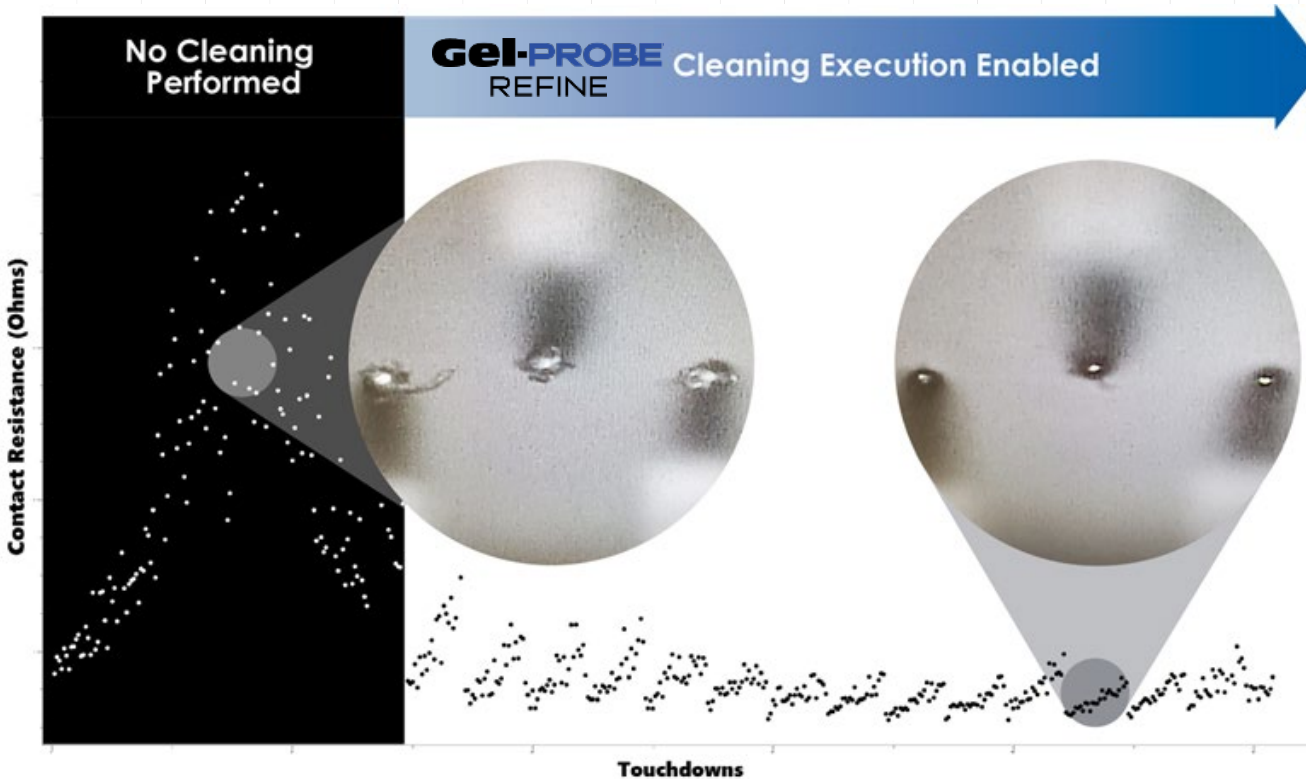 No Cleaning
Performed
Gel-PROBE
REFINE
Cleaning Execution Enabled
Contact Resistance (Ohms)
Touchdowns